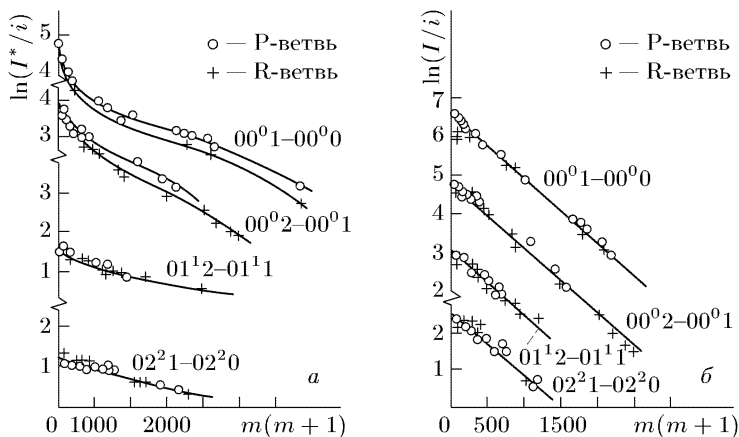 ln(I*/i)
5
4
4
3
3
2
1
2
1
0 1000 2000 m(m+1)
○ — P-ветвь
+ — R-ветвь
00⁰1–00⁰0
00⁰2–00⁰1
01¹2–01¹1
02²1–02²0
а
ln(I/i)
7
6
5
4
3
2
2
1
0 500 1500 m(m+1)
○ — P-ветвь
+ — R-ветвь
00⁰1–00⁰0
00⁰2–00⁰1
01¹2–01¹1
02²1–02²0
б